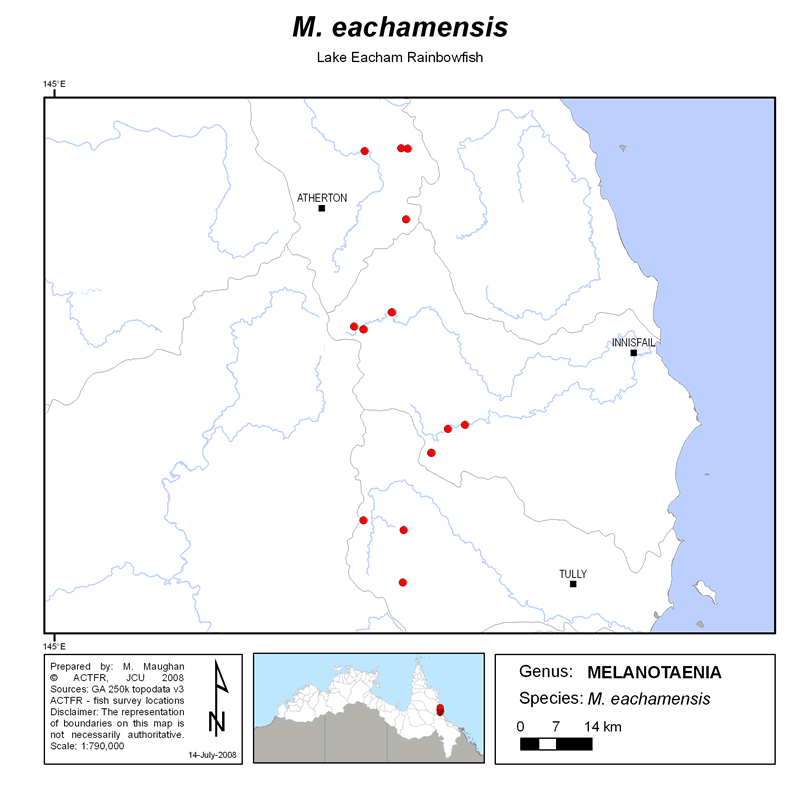 M. eachamensis
Lake Eacham Rainbowfish
145°E
ATHERTON
INNISFAIL
TULLY
145°E
Prepared by: M. Maughan
© ACTFR, JCU 2008
Sources: GA 250k topodata v3
ACTFR - fish survey locations
Disclaimer: The representation
of boundaries on this map is
not necessarily authoritative.
Scale: 1:790,000
N
14-July-2008
Genus: MELANOTAENIA
Species: M. eachamensis
0 7 14 km